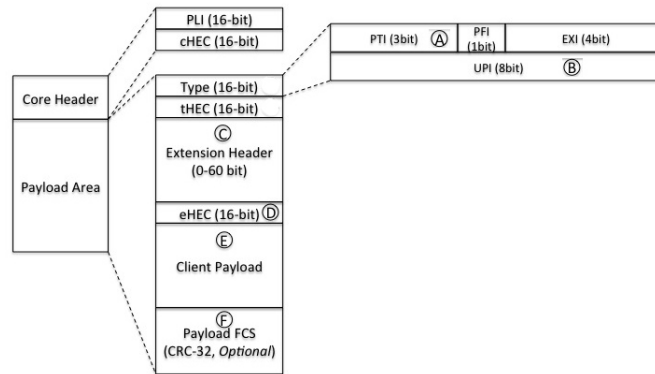 PLI (16-bit)
cHEC (16-bit)
PTI (3bit) Ⓐ
PFI
(1bit)
EXI (4bit)
UPI (8bit) Ⓑ
Core Header
Payload Area
Type (16-bit)
tHEC (16-bit)
Ⓒ
Extension Header
(0-60 bit)
eHEC (16-bit) Ⓓ
Ⓔ
Client Payload
Ⓕ
Payload FCS
(CRC-32, Optional)